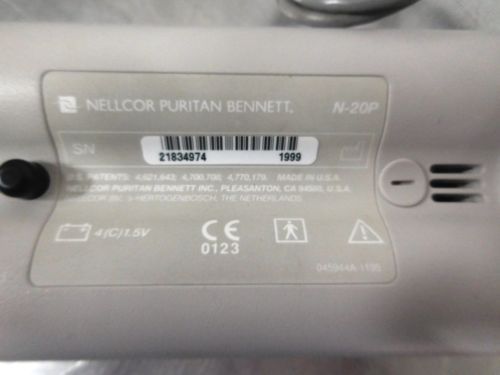 NELLCOR PURITAN BENNETT. N-20P
SN 21834974 1999
U.S. PATENTS: 4,621,643; 4,700,708; 4,770,179. MADE IN U.S.A.
NELLCOR PURITAN BENNETT INC., PLEASANTON, CA 94588, U.S.A.
NELLCOR BV, 's-HERTOGENBOSCH, THE NETHERLANDS
4(C)1.5V CE
0123
045944A-1195